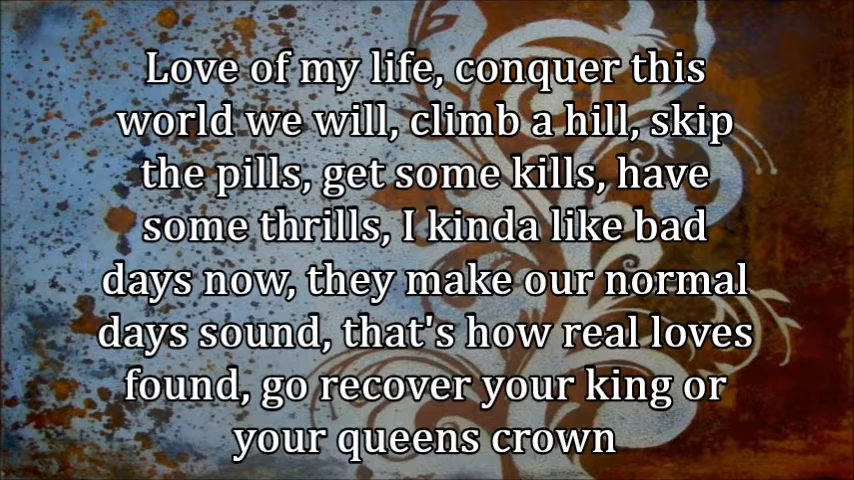 Love of my life, conquer this
world we will, climb a hill, skip
the pills, get some kills, have
some thrills, I kinda like bad
days now, they make our normal
days sound, that's how real loves
found, go recover your king or
your queens crown